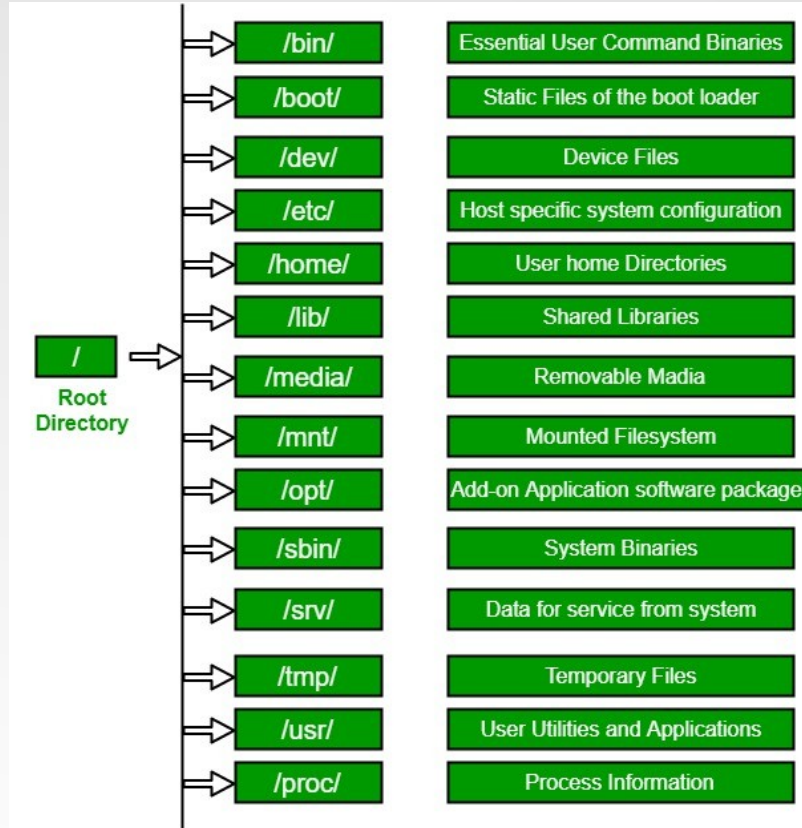 /bin/ Essential User Command Binaries
/boot/ Static Files of the boot loader
/dev/ Device Files
/etc/ Host specific system configuration
/home/ User home Directories
/lib/ Shared Libraries
/
Root
Directory
/media/ Removable Madia
/mnt/ Mounted Filesystem
/opt/ Add-on Application software package
/sbin/ System Binaries
/srv/ Data for service from system
/tmp/ Temporary Files
/usr/ User Utilities and Applications
/proc/ Process Information